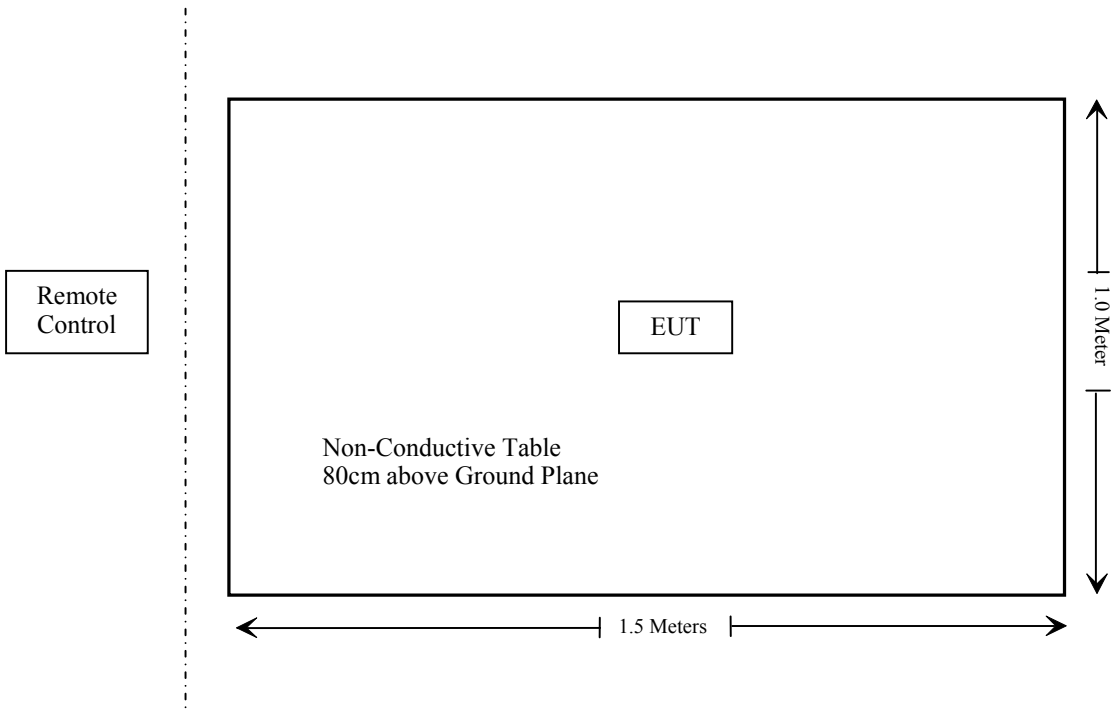 Remote
Control
EUT
1.0 Meter
Non-Conductive Table
80cm above Ground Plane
1.5 Meters